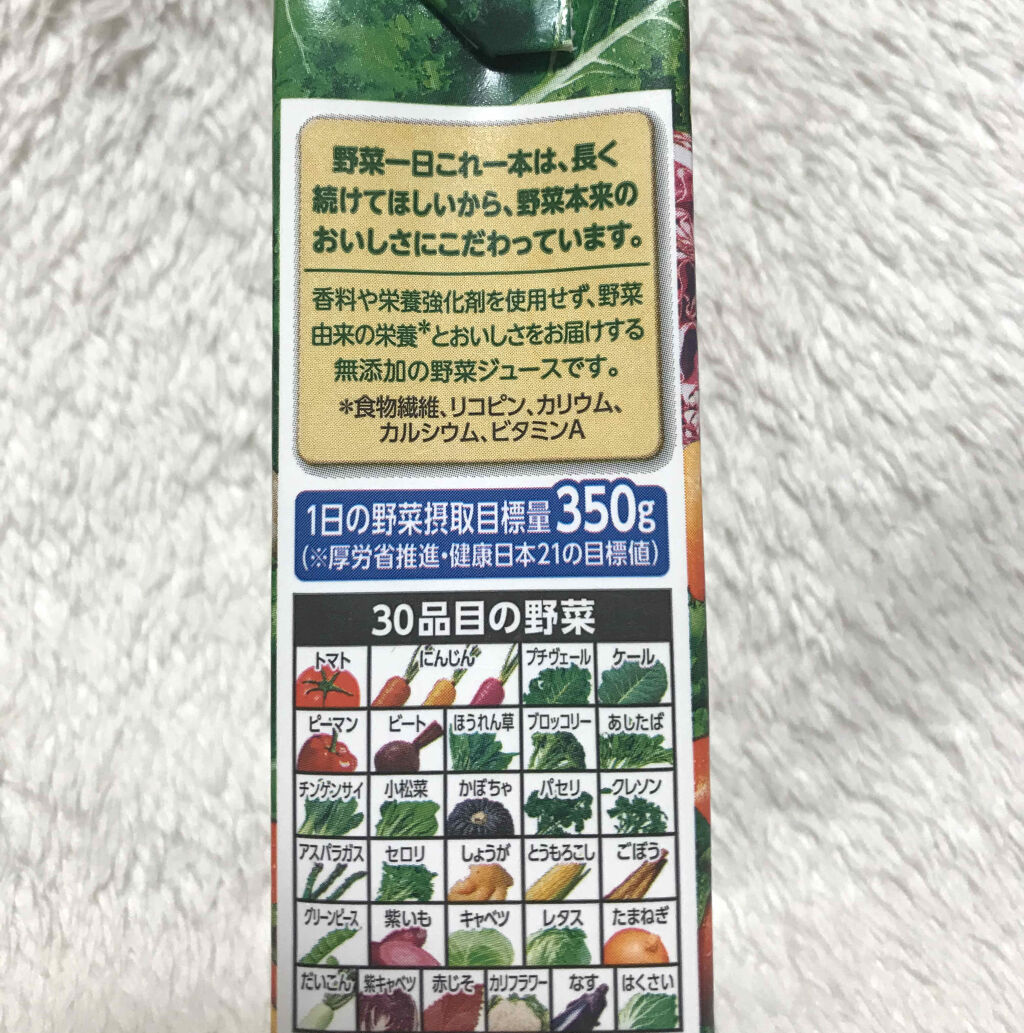 野菜一日これ一本は、長く
続けてほしいから、野菜本来の
おいしさにこだわっています。
香料や栄養強化剤を使用せず、野菜
由来の栄養*とおいしさをお届けする
無添加の野菜ジュースです。
*食物繊維、リコピン、カリウム、
カルシウム、ビタミンA
1日の野菜摂取目標量350g
(※厚労省推進・健康日本21の目標値)
30品目の野菜
トマト にんじん プチヴェール ケール
ピーマン ビート ほうれん草 ブロッコリー あしたば
チンゲンサイ 小松菜 かぼちゃ パセリ クレソン
アスパラガス セロリ しょうが とうもろこし ごぼう
グリーンピース 紫いも キャベツ レタス たまねぎ
だいこん 紫キャベツ 赤じそ カリフラワー なす はくさい